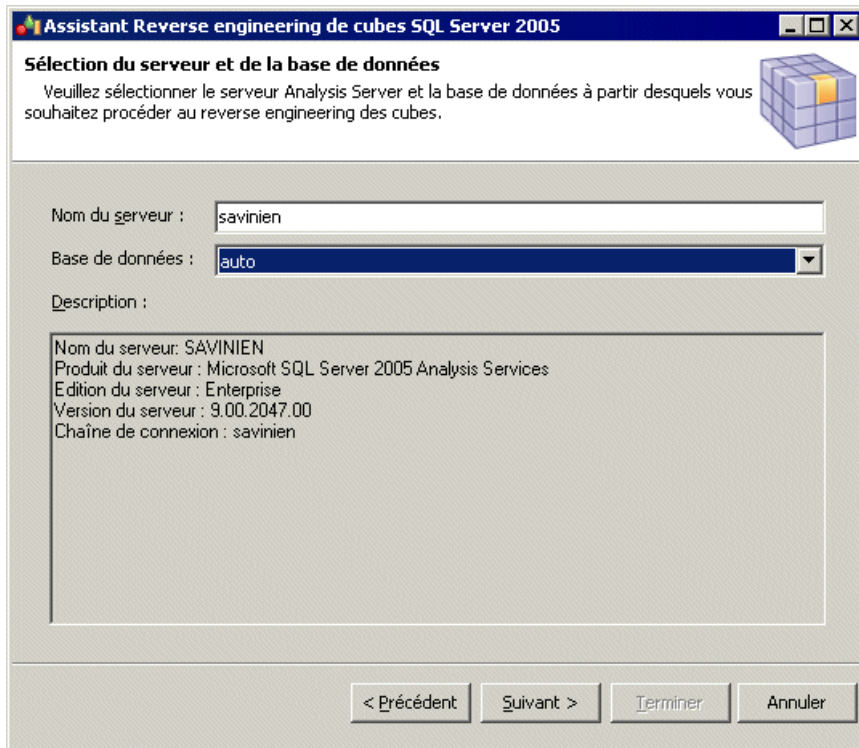 Assistant Reverse engineering de cubes SQL Server 2005
Sélection du serveur et de la base de données
Veuillez sélectionner le serveur Analysis Server et la base de données à partir desquels vous
souhaitez procéder au reverse engineering des cubes.
Nom du serveur :
savinien
Base de données :
auto
Description :
Nom du serveur: SAVINIEN
Produit du serveur : Microsoft SQL Server 2005 Analysis Services
Edition du serveur : Enterprise
Version du serveur : 9.00.2047.00
Chaîne de connexion : savinien
< Précédent
Suivant >
Terminer
Annuler